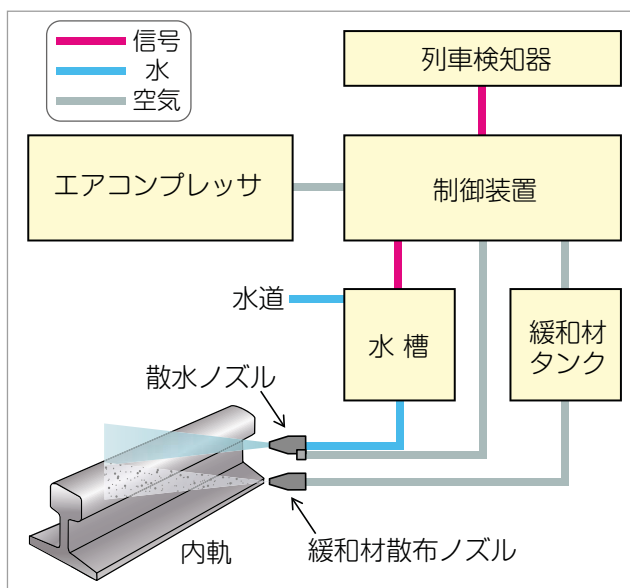 信号
水
空気
列車検知器
エアコンプレッサ
制御装置
水道
水槽
緩和材
タンク
散水ノズル
内軌
緩和材散布ノズル